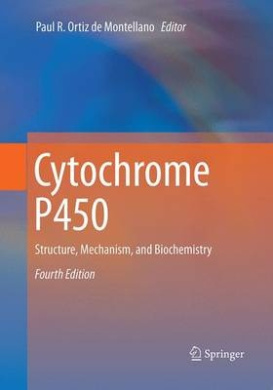 Paul R. Ortiz de Montellano Editor
Cytochrome
P450
Structure, Mechanism, and Biochemistry
Fourth Edition
Springer